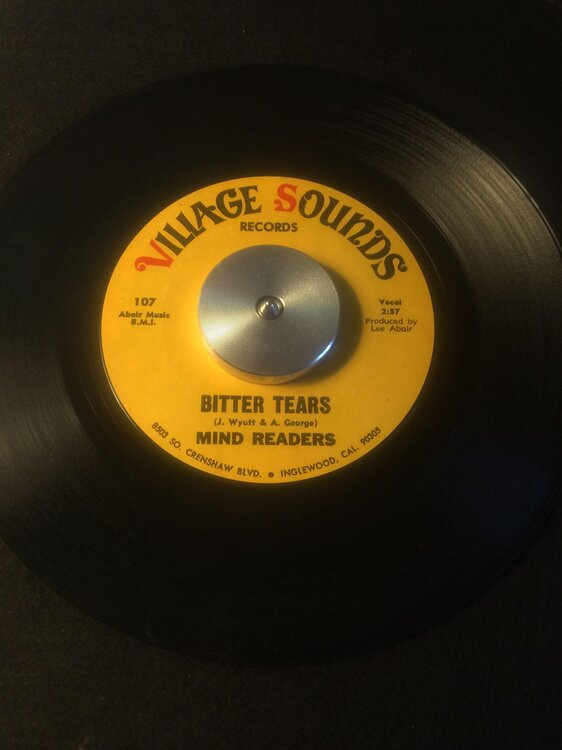 VILLAGE SOUNDS
RECORDS
107
Abair Music
B.M.I.
Vocal
2:57
Produced by
Lee Abair
BITTER TEARS
(J. Wyatt & A. George)
MIND READERS
8503 SO. CRENSHAW BLVD. • INGLEWOOD, CAL. 90305